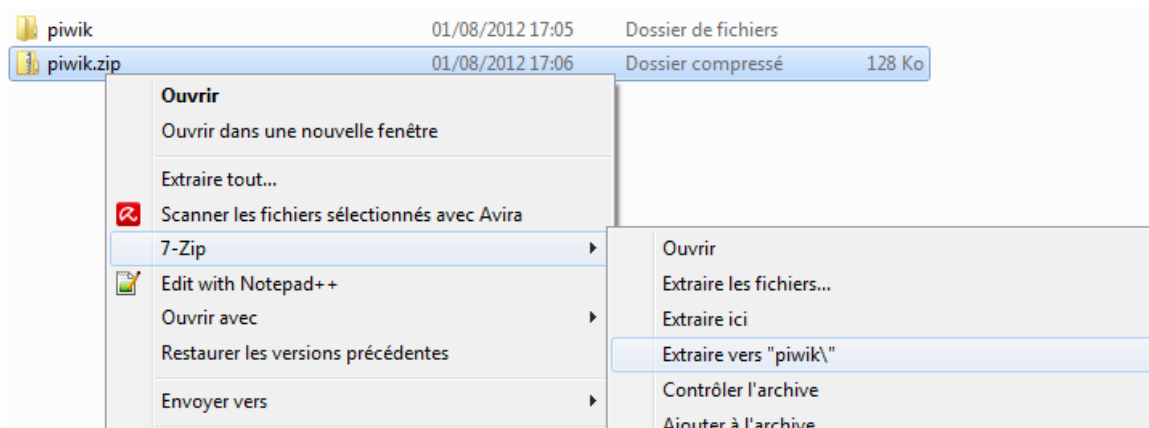 piwik 01/08/2012 17:05 Dossier de fichiers
piwik.zip 01/08/2012 17:06 Dossier compressé 128 Ko
Ouvrir
Ouvrir dans une nouvelle fenêtre
Extraire tout...
Scanner les fichiers sélectionnés avec Avira
7-Zip
Edit with Notepad++
Ouvrir avec
Restaurer les versions précédentes
Envoyer vers
Ouvrir
Extraire les fichiers...
Extraire ici
Extraire vers "piwik\"
Contrôler l'archive
Ajouter à l'archive